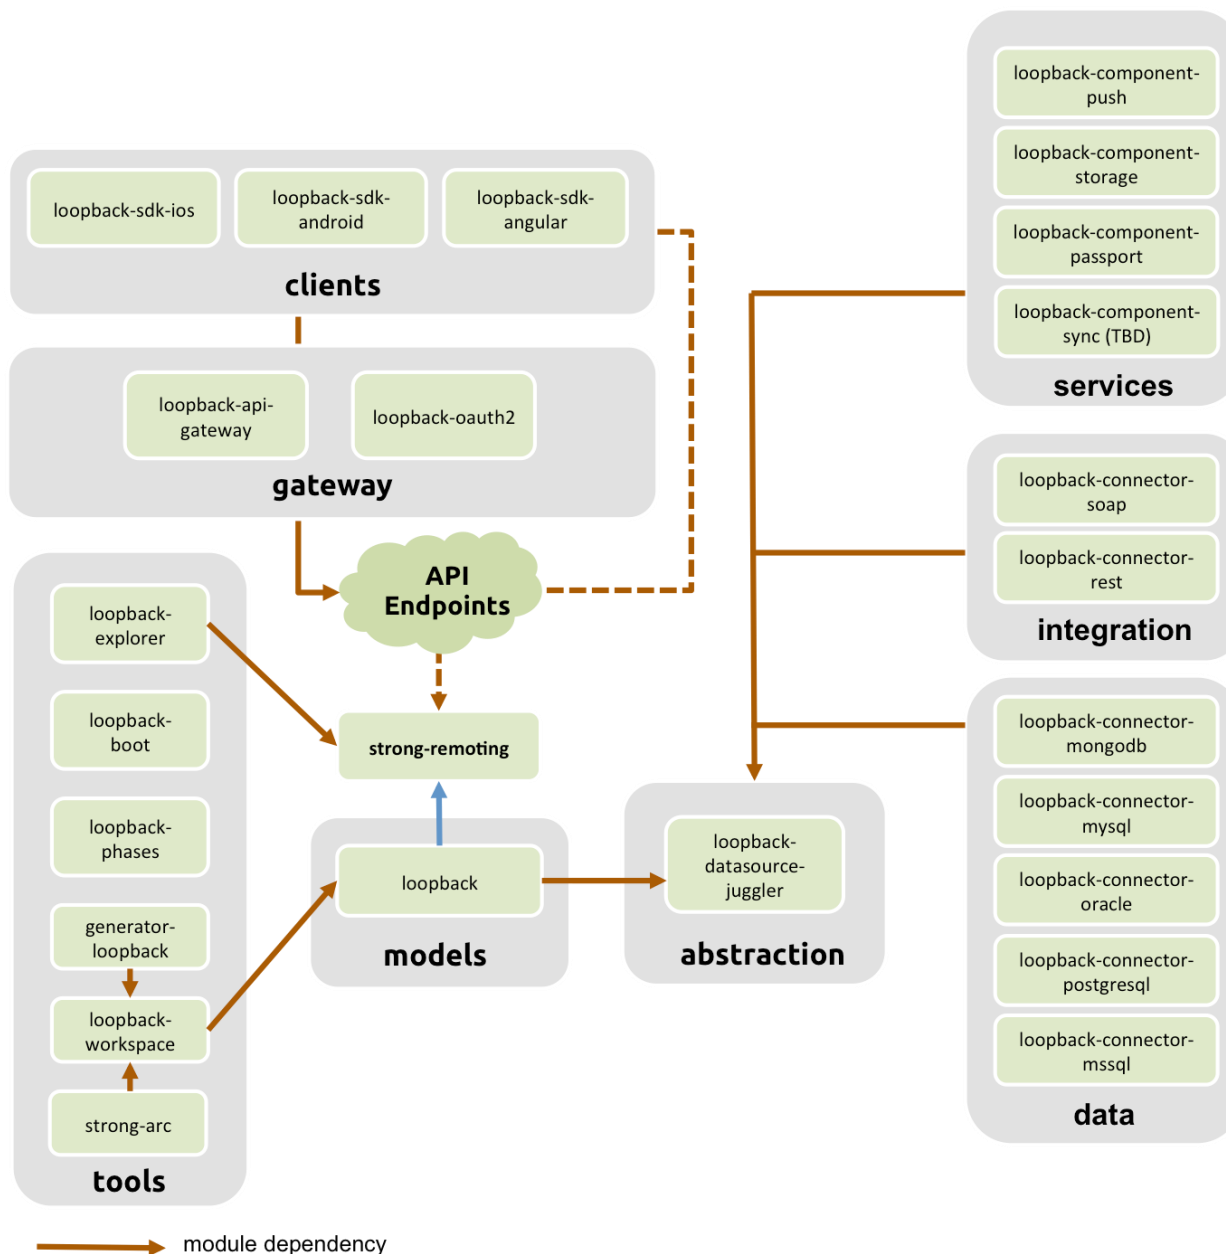 loopback-component-
push
loopback-component-
storage
loopback-component-
passport
loopback-component-
sync (TBD)
services
loopback-sdk-ios
loopback-sdk-
android
loopback-sdk-
angular
clients
loopback-api-
gateway
loopback-oauth2
gateway
loopback-connector-
soap
loopback-connector-
rest
integration
API
Endpoints
loopback-
explorer
loopback-
boot
loopback-
phases
generator-
loopback
loopback-
workspace
strong-arc
tools
strong-remoting
loopback
models
loopback-
datasource-
juggler
abstraction
loopback-connector-
mongodb
loopback-connector-
mysql
loopback-connector-
oracle
loopback-connector-
postgresql
loopback-connector-
mssql
data
module dependency